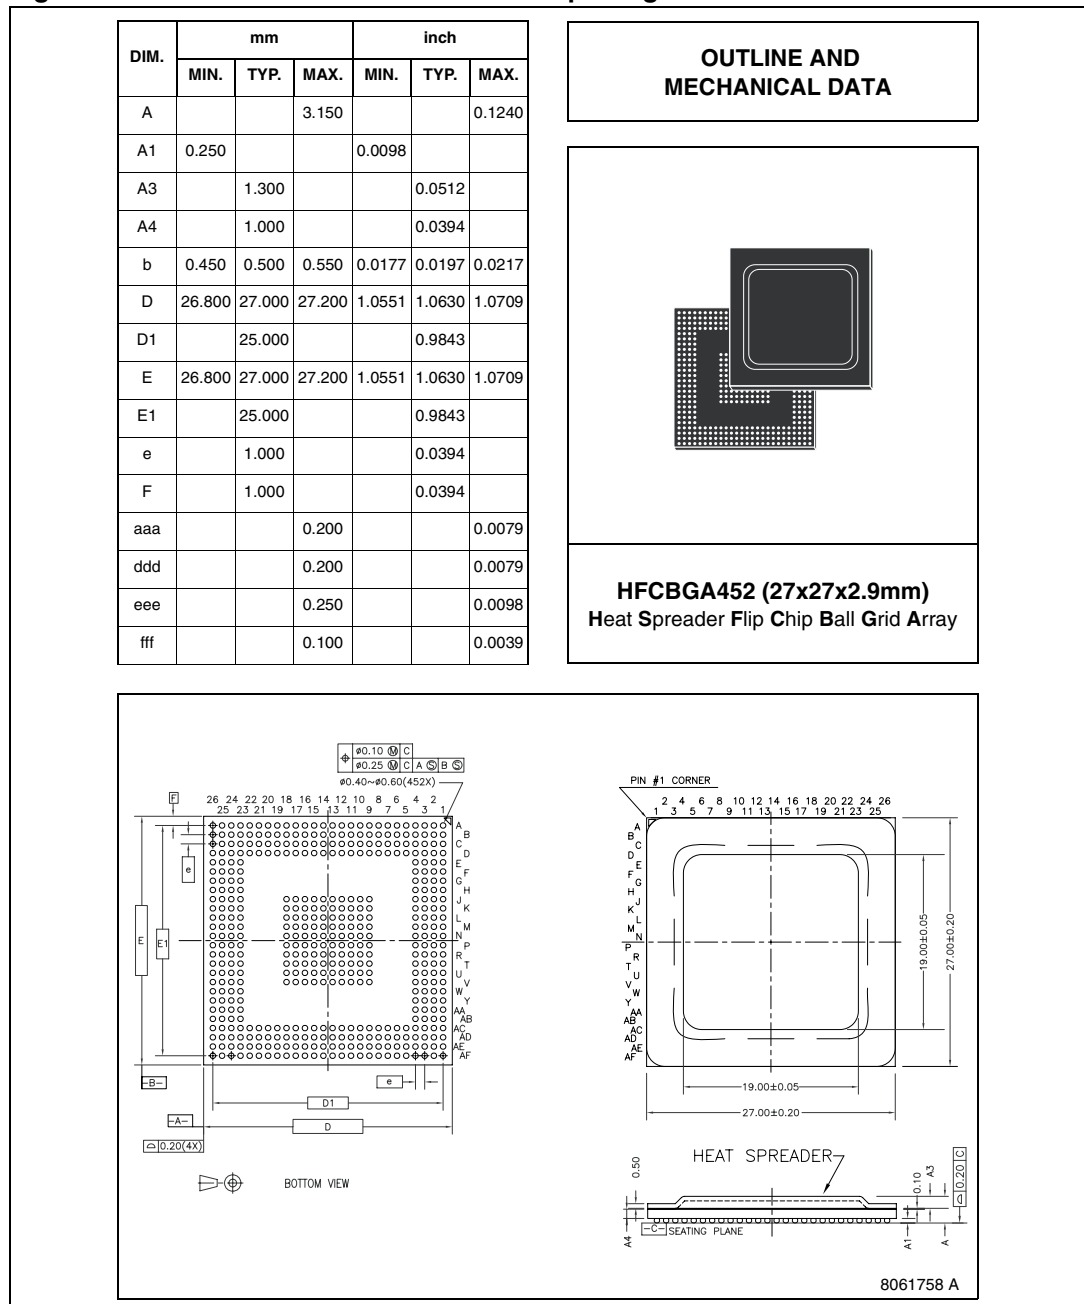 DIM. mm inch
MIN. TYP. MAX. MIN. TYP. MAX.
A 3.150 0.1240
A1 0.250 0.0098
A3 1.300 0.0512
A4 1.000 0.0394
b 0.450 0.500 0.550 0.0177 0.0197 0.0217
D 26.800 27.000 27.200 1.0551 1.0630 1.0709
D1 25.000 0.9843
E 26.800 27.000 27.200 1.0551 1.0630 1.0709
E1 25.000 0.9843
e 1.000 0.0394
F 1.000 0.0394
aaa 0.200 0.0079
ddd 0.200 0.0079
eee 0.250 0.0098
fff 0.100 0.0039
OUTLINE AND
MECHANICAL DATA
HFCBGA452 (27x27x2.9mm)
Heat Spreader Flip Chip Ball Grid Array
ø0.10 Ⓜ C
ø0.25 Ⓜ C A Ⓢ B Ⓢ
ø0.40~ø0.60(452X)
F
26 24 22 20 18 16 14 12 10 8 6 4 2
25 23 21 19 17 15 13 11 9 7 5 3 1
A
B
C
D
E
F
G
H
J
K
L
M
N
P
R
T
U
V
W
Y
AA
AB
AC
AD
AE
AF
e
E
E1
-B-
e
D1
-A-
D
⌓ 0.20(4X)
BOTTOM VIEW
PIN #1 CORNER
2 4 6 8 10 12 14 16 18 20 22 24 26
1 3 5 7 9 11 13 15 17 19 21 23 25
A
B
C
D
E
F
G
H
J
K
L
M
N
P
R
T
U
V
W
Y
AA
AB
AC
AD
AE
AF
19.00±0.05
27.00±0.20
19.00±0.05
27.00±0.20
HEAT SPREADER
0.50
0.10
A3
⌓ 0.20 C
A4
-C- SEATING PLANE
A1
A
8061758 A